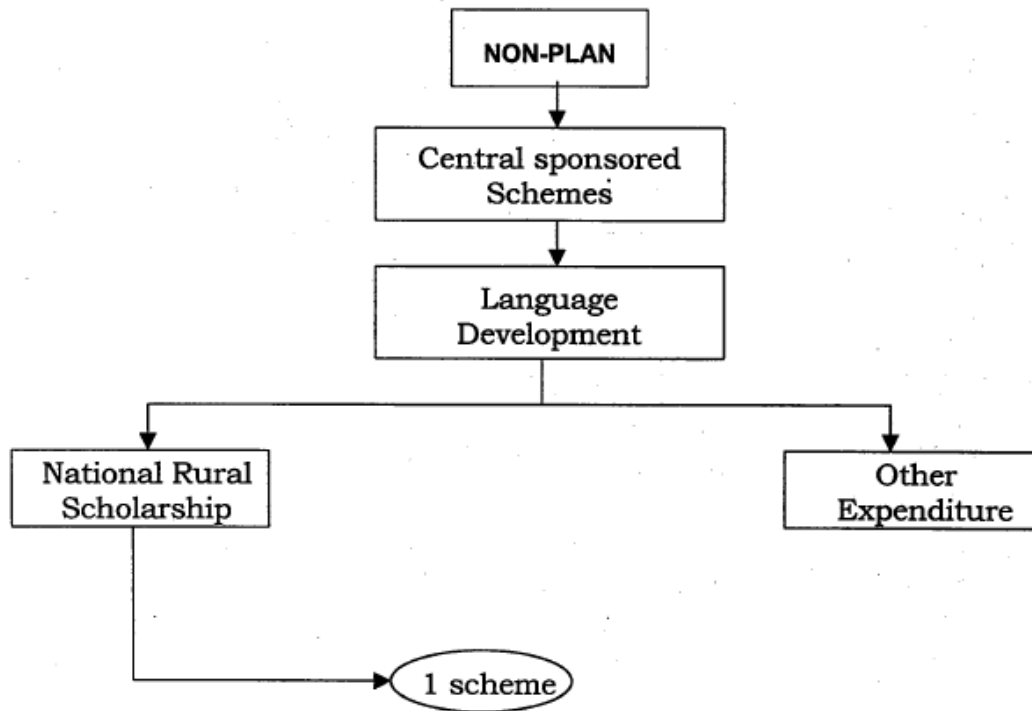 NON-PLAN
Central sponsored
Schemes
Language
Development
National Rural
Scholarship
Other
Expenditure
1 scheme